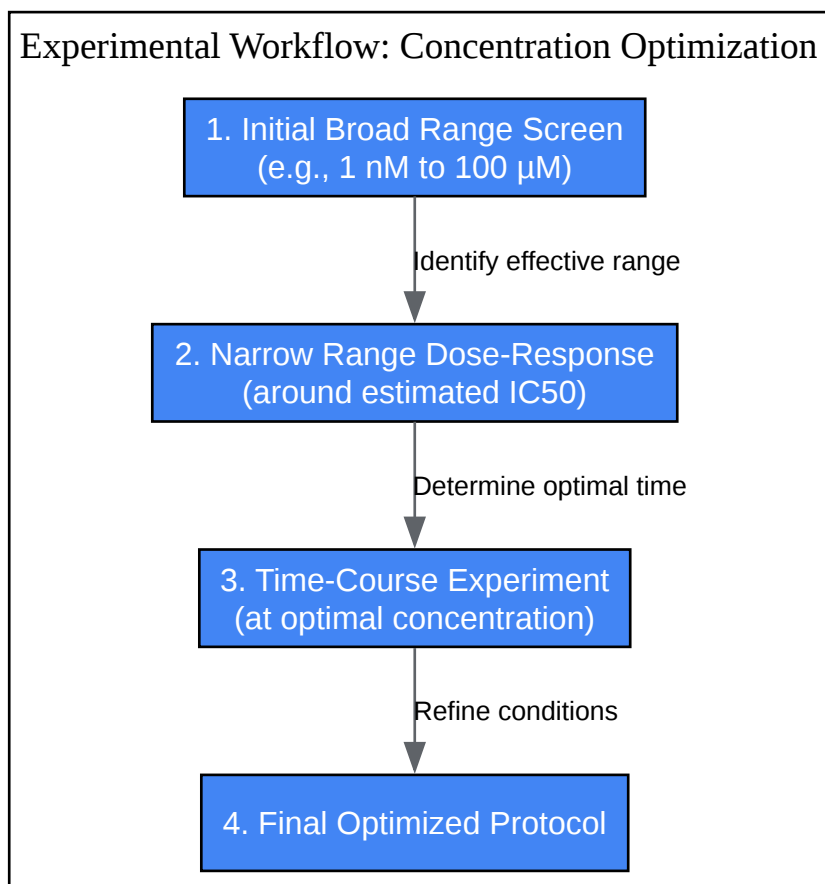 Experimental Workflow: Concentration Optimization
1. Initial Broad Range Screen
(e.g., 1 nM to 100 µM)
Identify effective range
2. Narrow Range Dose-Response
(around estimated IC50)
Determine optimal time
3. Time-Course Experiment
(at optimal concentration)
Refine conditions
4. Final Optimized Protocol